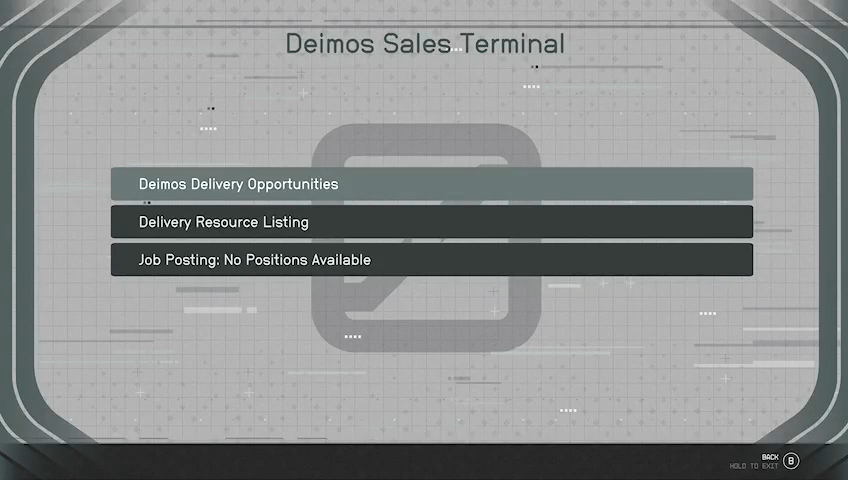 Deimos Sales Terminal
Deimos Delivery Opportunities
Delivery Resource Listing
Job Posting: No Positions Available
BACK
HOLD TO EXIT
B